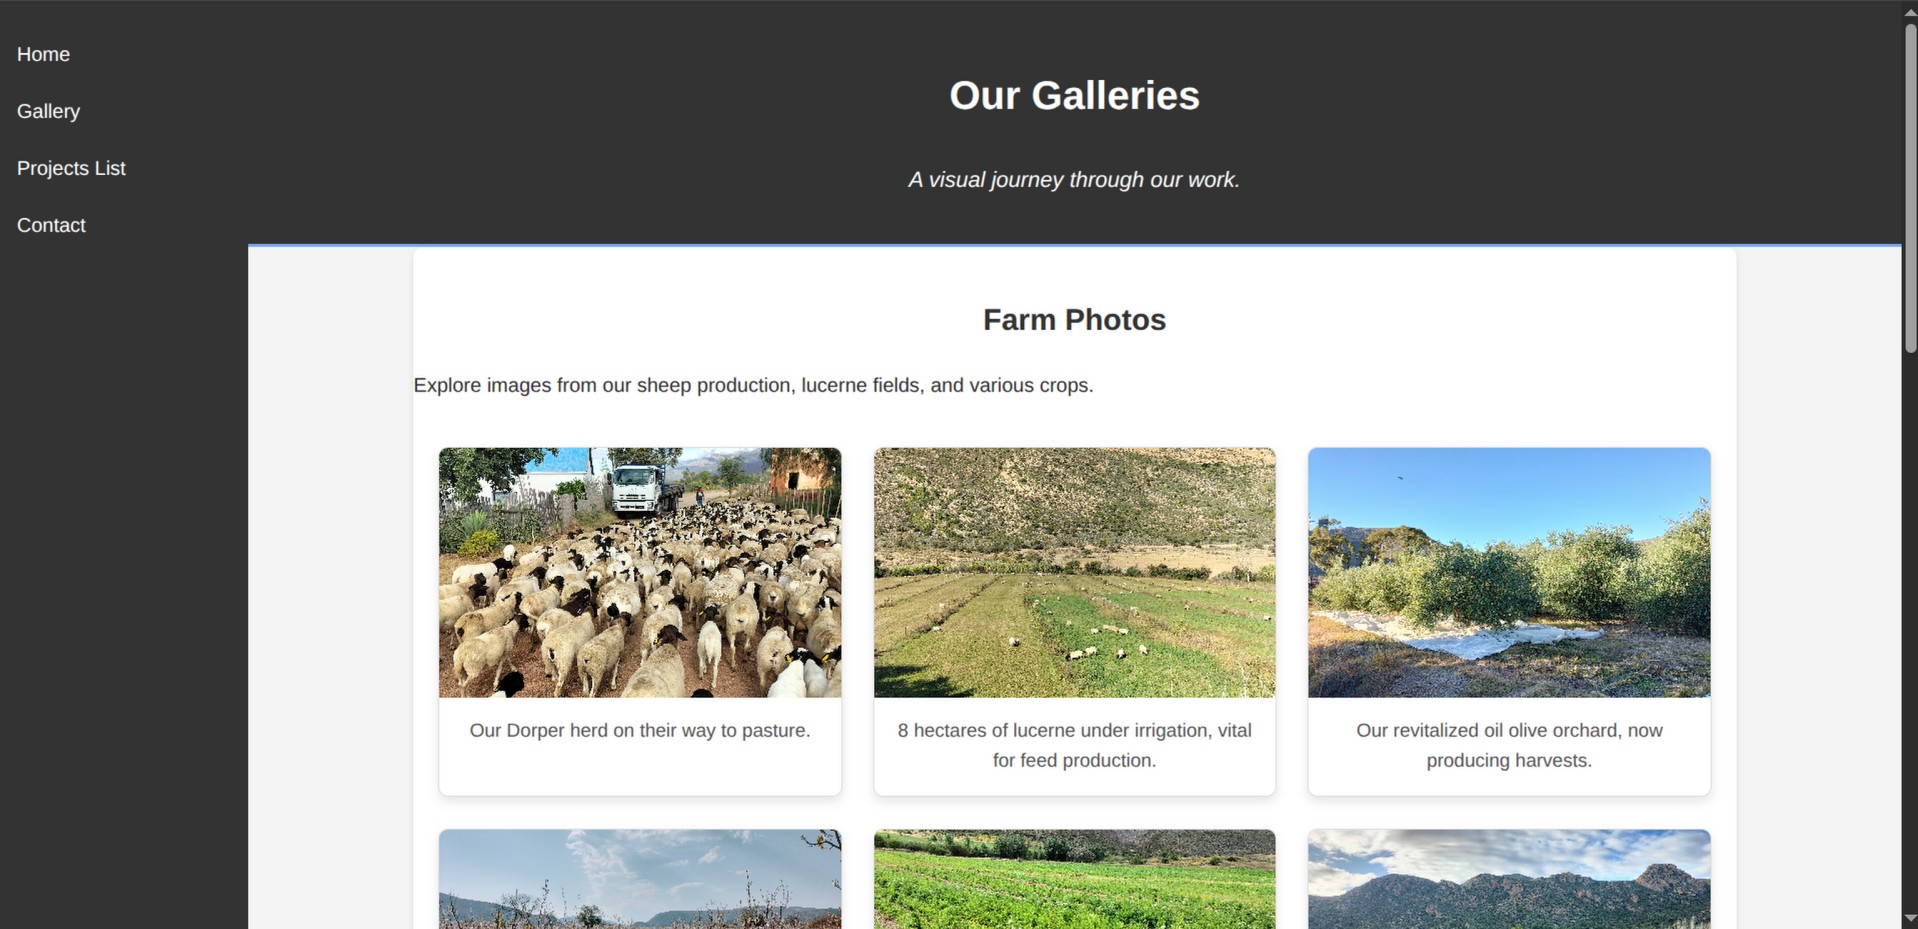 Home
Gallery
Projects List
Contact
Our Galleries
A visual journey through our work.
Farm Photos
Explore images from our sheep production, lucerne fields, and various crops.
Our Dorper herd on their way to pasture.
8 hectares of lucerne under irrigation, vital
for feed production.
Our revitalized oil olive orchard, now
producing harvests.